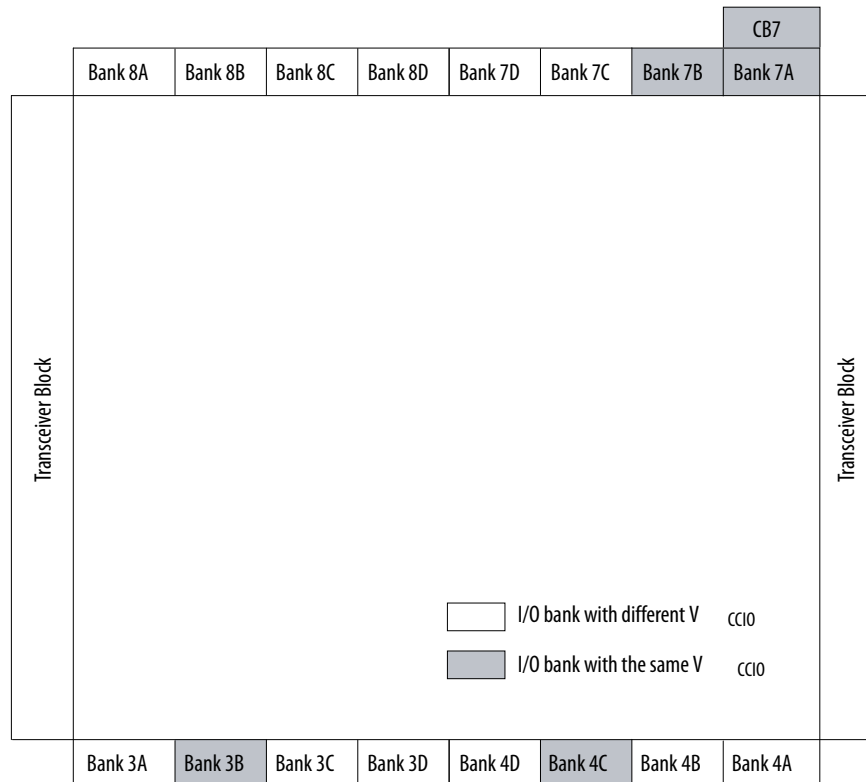 CB7
Bank 8A Bank 8B Bank 8C Bank 8D Bank 7D Bank 7C Bank 7B Bank 7A
Transceiver Block
Transceiver Block
I/O bank with different V CCIO
I/O bank with the same V CCIO
Bank 3A Bank 3B Bank 3C Bank 3D Bank 4D Bank 4C Bank 4B Bank 4A